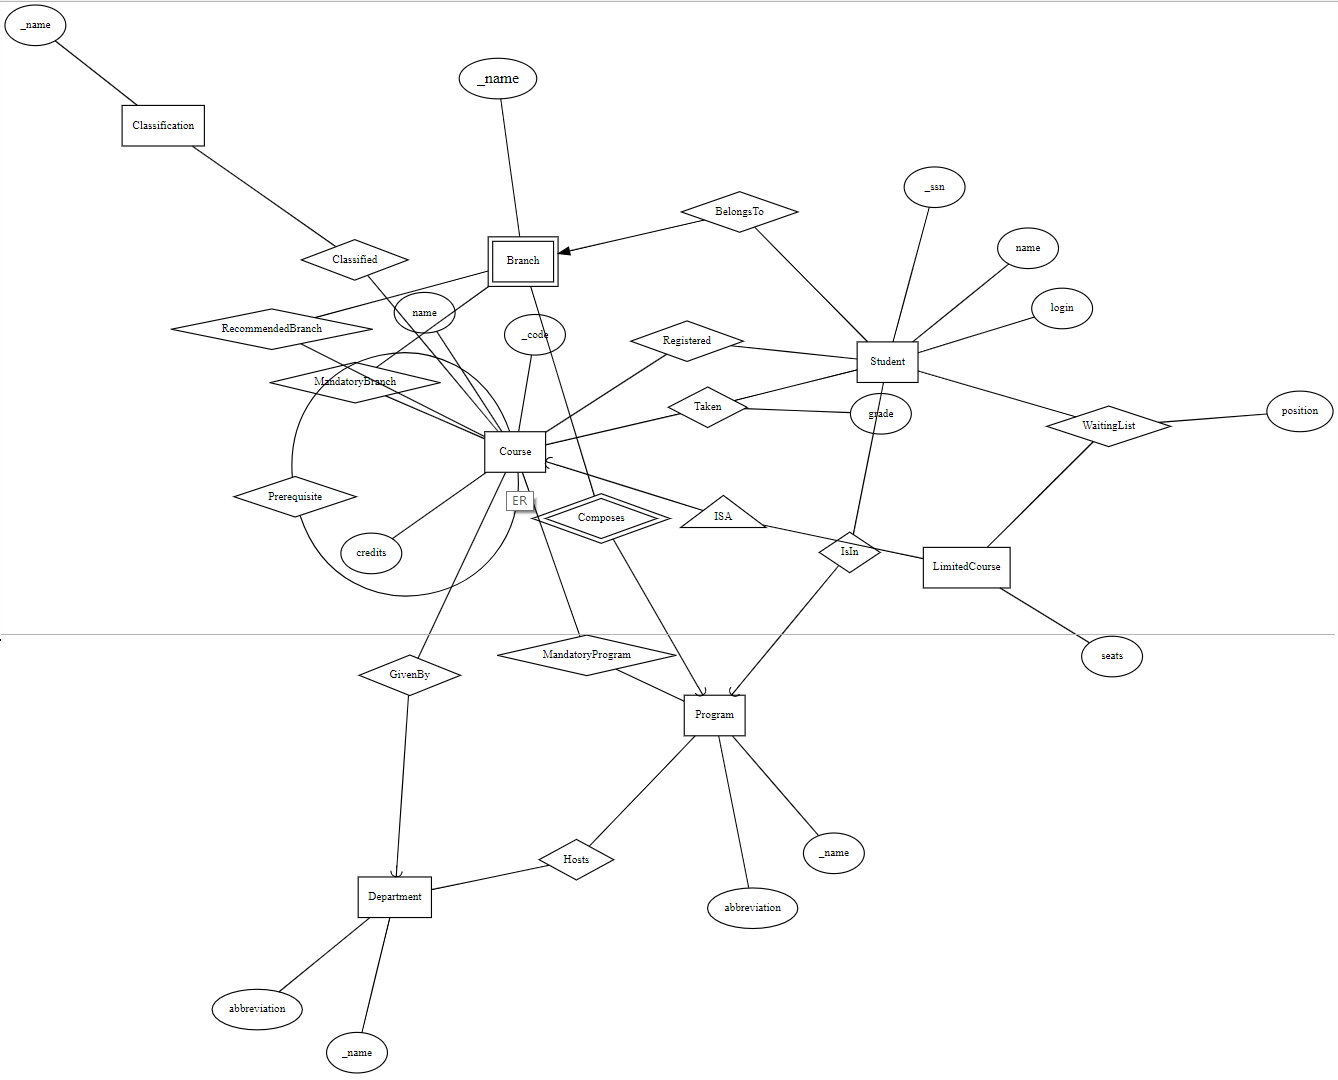 _name
_name
Classification
_ssn
BelongsTo
name
Classified
Branch
login
name
RecommendedBranch
_code
Registered
Student
MandatoryBranch
Taken
grade
position
WaitingList
Course
Prerequisite
ER
Composes
ISA
credits
IsIn
LimitedCourse
GivenBy
MandatoryProgram
seats
Program
_name
Hosts
Department
abbreviation
abbreviation
_name